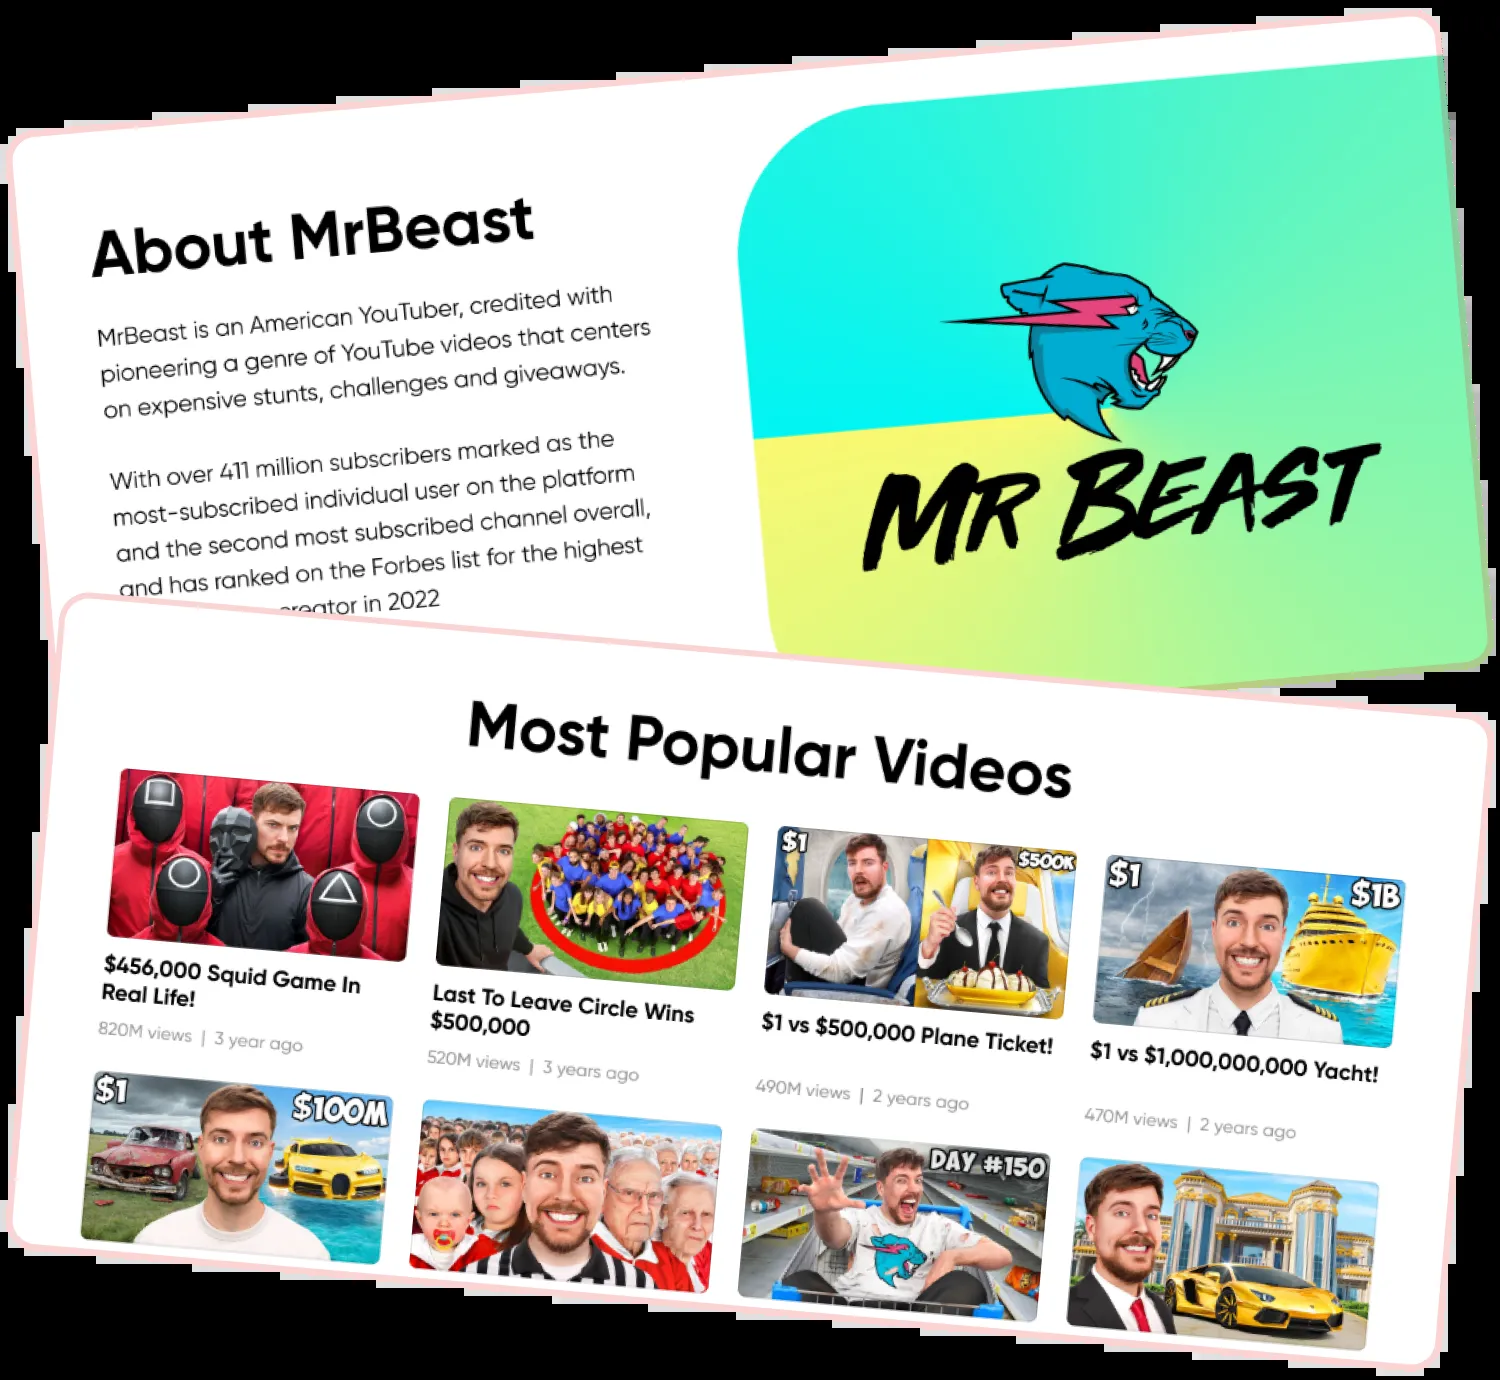 About MrBeast
MrBeast is an American YouTuber, credited with
pioneering a genre of YouTube videos that centers
on expensive stunts, challenges and giveaways.
With over 411 million subscribers marked as the
most-subscribed individual user on the platform
and the second most subscribed channel overall,
and has ranked on the Forbes list for the highest
creator in 2022
MR BEAST
Most Popular Videos
$456,000 Squid Game In
Real Life!
820M views | 3 year ago
Last To Leave Circle Wins
$500,000
520M views | 3 years ago
$1
$500K
$1 vs $500,000 Plane Ticket!
490M views | 2 years ago
$1
$1B
$1 vs $1,000,000,000 Yacht!
470M views | 2 years ago
$1
$100M
DAY #150